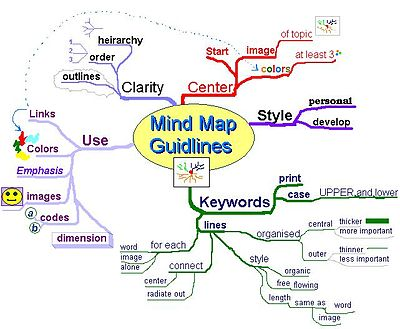 Mind Map
Guidlines
Center
Start
image
of topic
colors
at least 3
Style
personal
develop
Keywords
print
case
UPPER and lower
lines
organised
central
thicker
more important
outer
thinner
less important
style
organic
free flowing
length
same as
word
image
connect
center
radiate out
for each
word
image
alone
Use
Links
Colors
Emphasis
images
codes
a
b
dimension
Clarity
heirarchy
order
1
2
3
outlines